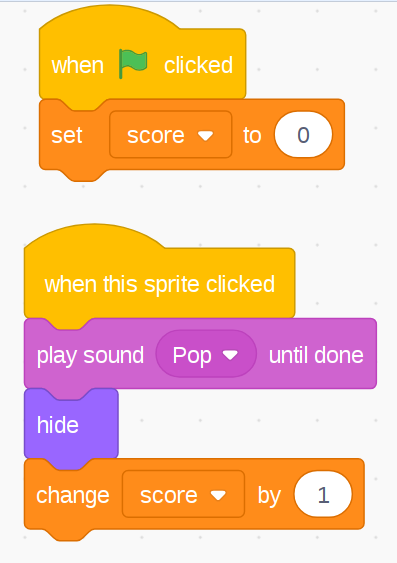 when clicked
set score to 0
when this sprite clicked
play sound Pop until done
hide
change score by 1